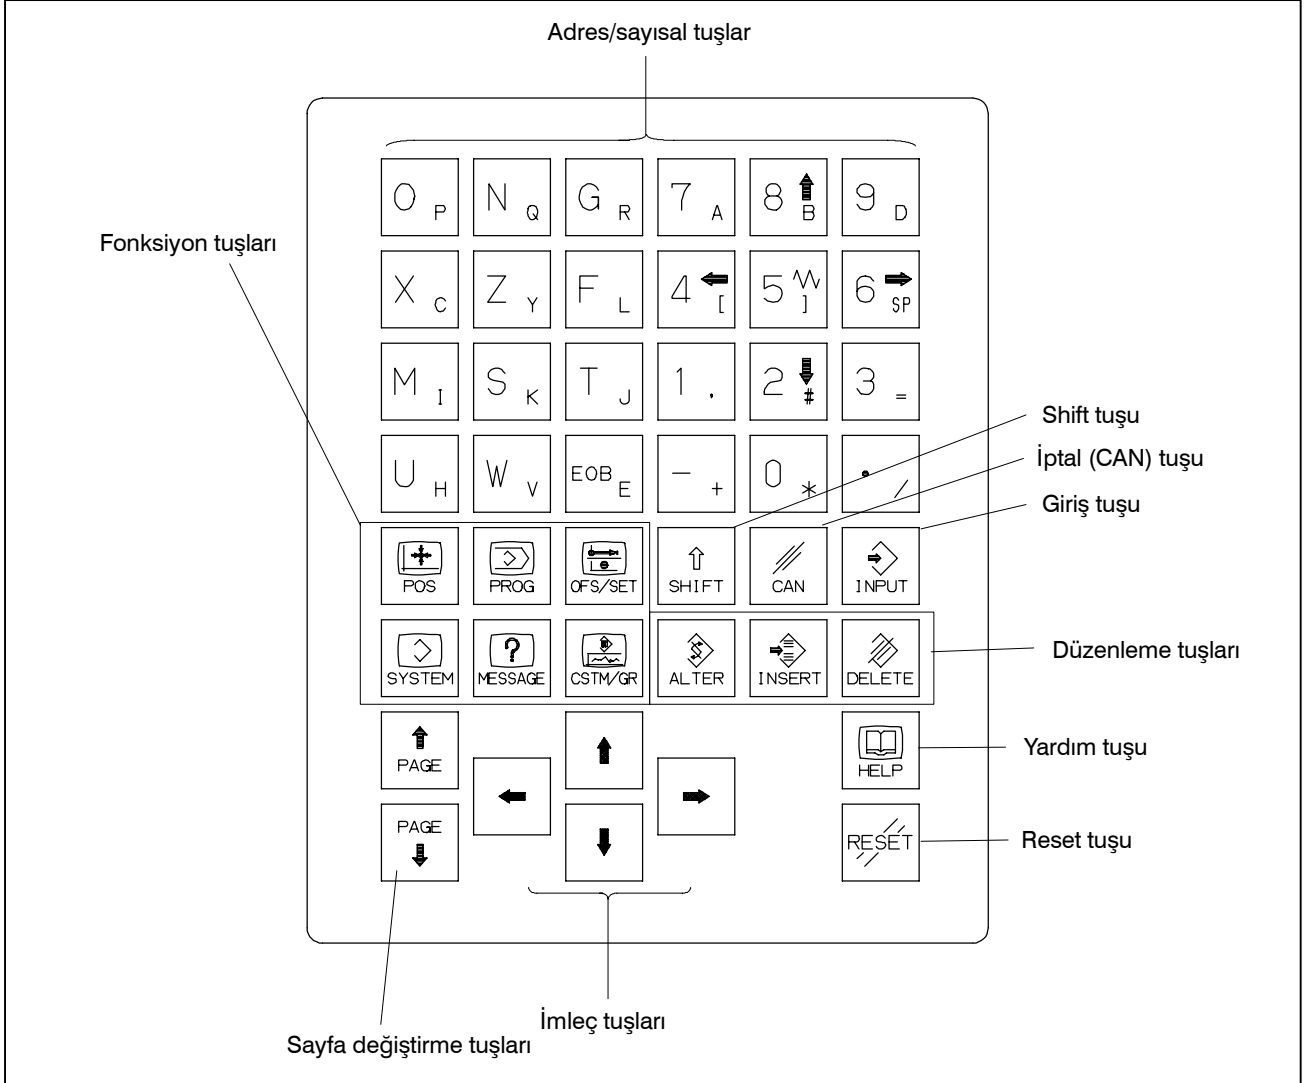 Adres/sayısal tuşlar
O P N Q G R 7 A 8 B 9 D
Fonksiyon tuşları
X C Z Y F L 4 [ 5 ] 6 SP
M I S K T J 1 , 2 # 3 =
Shift tuşu
İptal (CAN) tuşu
U H W V EOB E - + 0 * . /
Giriş tuşu
POS PROG OFS/SET SHIFT CAN INPUT
Düzenleme tuşları
SYSTEM MESSAGE CSTM/GR ALTER INSERT DELETE
PAGE HELP
Yardım tuşu
PAGE RESET
Reset tuşu
İmleç tuşları
Sayfa değiştirme tuşları